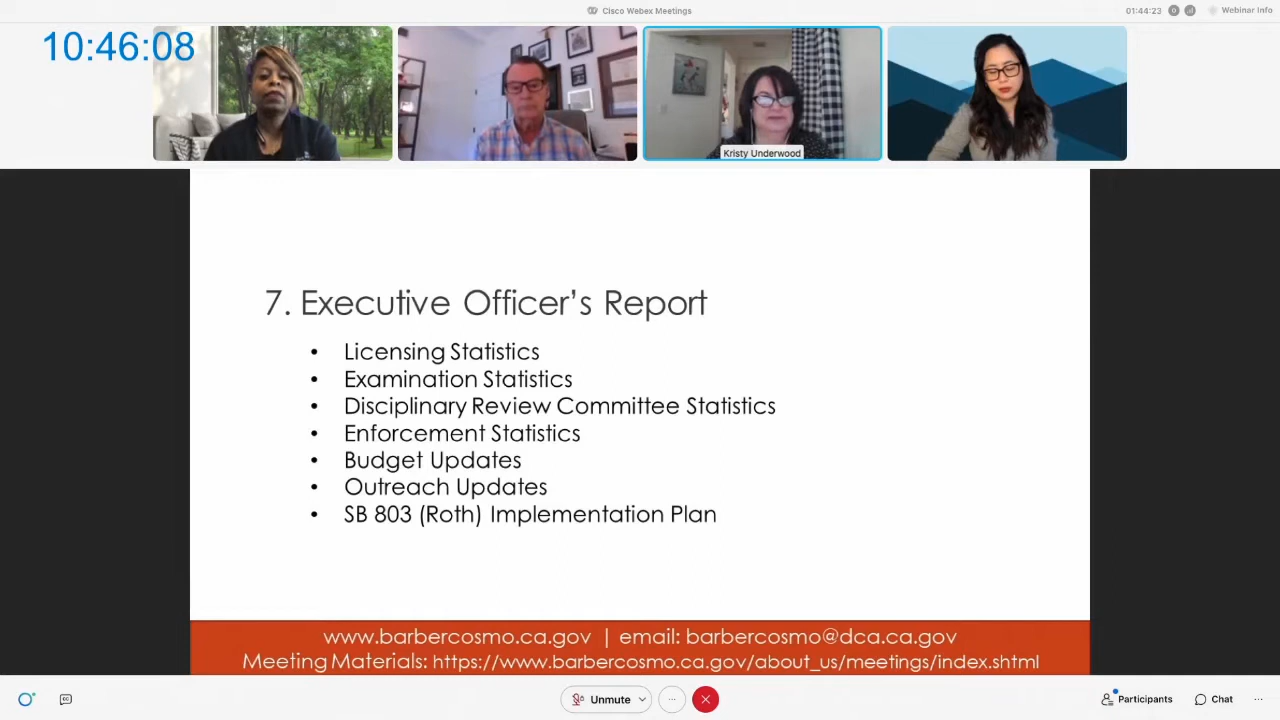 Cisco Webex Meetings
01:44:23
Webinar Info
10:46:08
Kristy Underwood
7. Executive Officer's Report
• Licensing Statistics
• Examination Statistics
• Disciplinary Review Committee Statistics
• Enforcement Statistics
• Budget Updates
• Outreach Updates
• SB 803 (Roth) Implementation Plan
www.barbercosmo.ca.gov | email: barbercosmo@dca.ca.gov
Meeting Materials: https://www.barbercosmo.ca.gov/about_us/meetings/index.shtml
Unmute
Participants
Chat